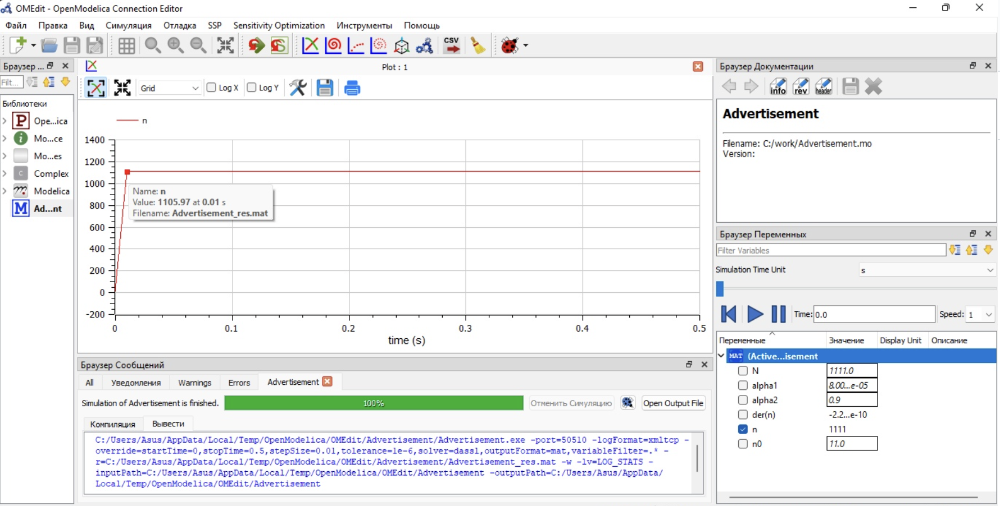 OMEdit - OpenModelica Connection Editor
Файл Правка Вид Симуляция Отладка SSP Sensitivity Optimization Инструменты Помощь
CSV
Браузер ...
Filt...
Библиотеки
P Ope...ica
i Mo...ce
Mo...es
C Complex
Modelica
M Ad...nt
Plot : 1
Grid Log X Log Y
n
1400
1200
1000
800
600
400
200
0
-200
0 0.1 0.2 0.3 0.4 0.5
time (s)
Name: n
Value: 1105.97 at 0.01 s
Filename: Advertisement_res.mat
Браузер Сообщений
All Уведомления Warnings Errors Advertisement
Simulation of Advertisement is finished. 100% Отменить Симуляцию Open Output File
Компиляция Вывести
C:/Users/Asus/AppData/Local/Temp/OpenModelica/OMEdit/Advertisement/Advertisement.exe -port=50510 -logFormat=xmltcp -
override=startTime=0,stopTime=0.5,stepSize=0.01,tolerance=1e-6,solver=dassl,outputFormat=mat,variableFilter=.* -
r=C:/Users/Asus/AppData/Local/Temp/OpenModelica/OMEdit/Advertisement/Advertisement_res.mat -w -lv=LOG_STATS -
inputPath=C:/Users/Asus/AppData/Local/Temp/OpenModelica/OMEdit/Advertisement -outputPath=C:/Users/Asus/AppData/
Local/Temp/OpenModelica/OMEdit/Advertisement
Браузер Документации
info rev header
Advertisement
Filename: C:/work/Advertisement.mo
Version:
Браузер Переменных
Filter Variables
Simulation Time Unit s
Time: 0.0 Speed: 1
Переменные Значение Display Unit Описание
MAT (Active...isement
N 1111.0
alpha1 8.00...e-05
alpha2 0.9
der(n) -2.2...e-10
n 1111
n0 11.0